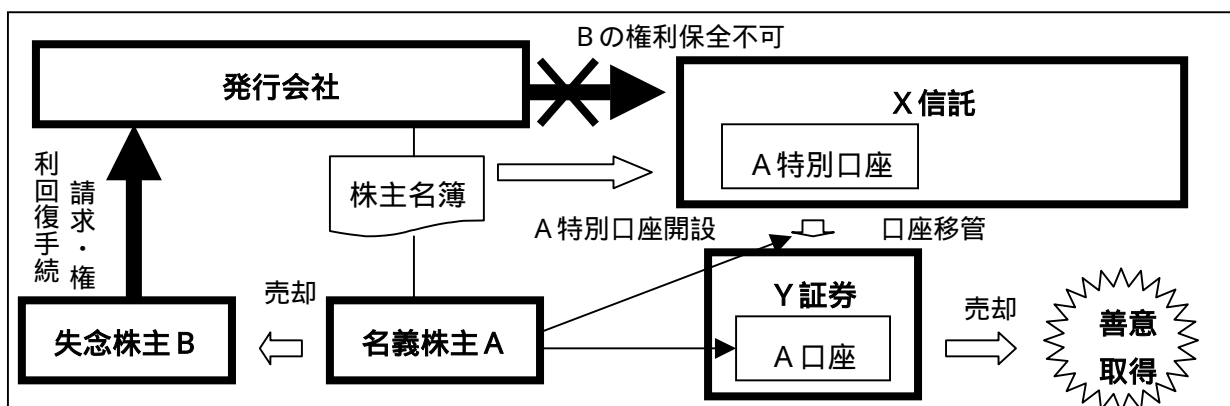 Bの権利保全不可
発行会社
X信託
A特別口座
株主名簿
請求・権
利回復手続
A特別口座開設
口座移管
売却
Y証券
売却
失念株主B
名義株主A
A口座
善意
取得